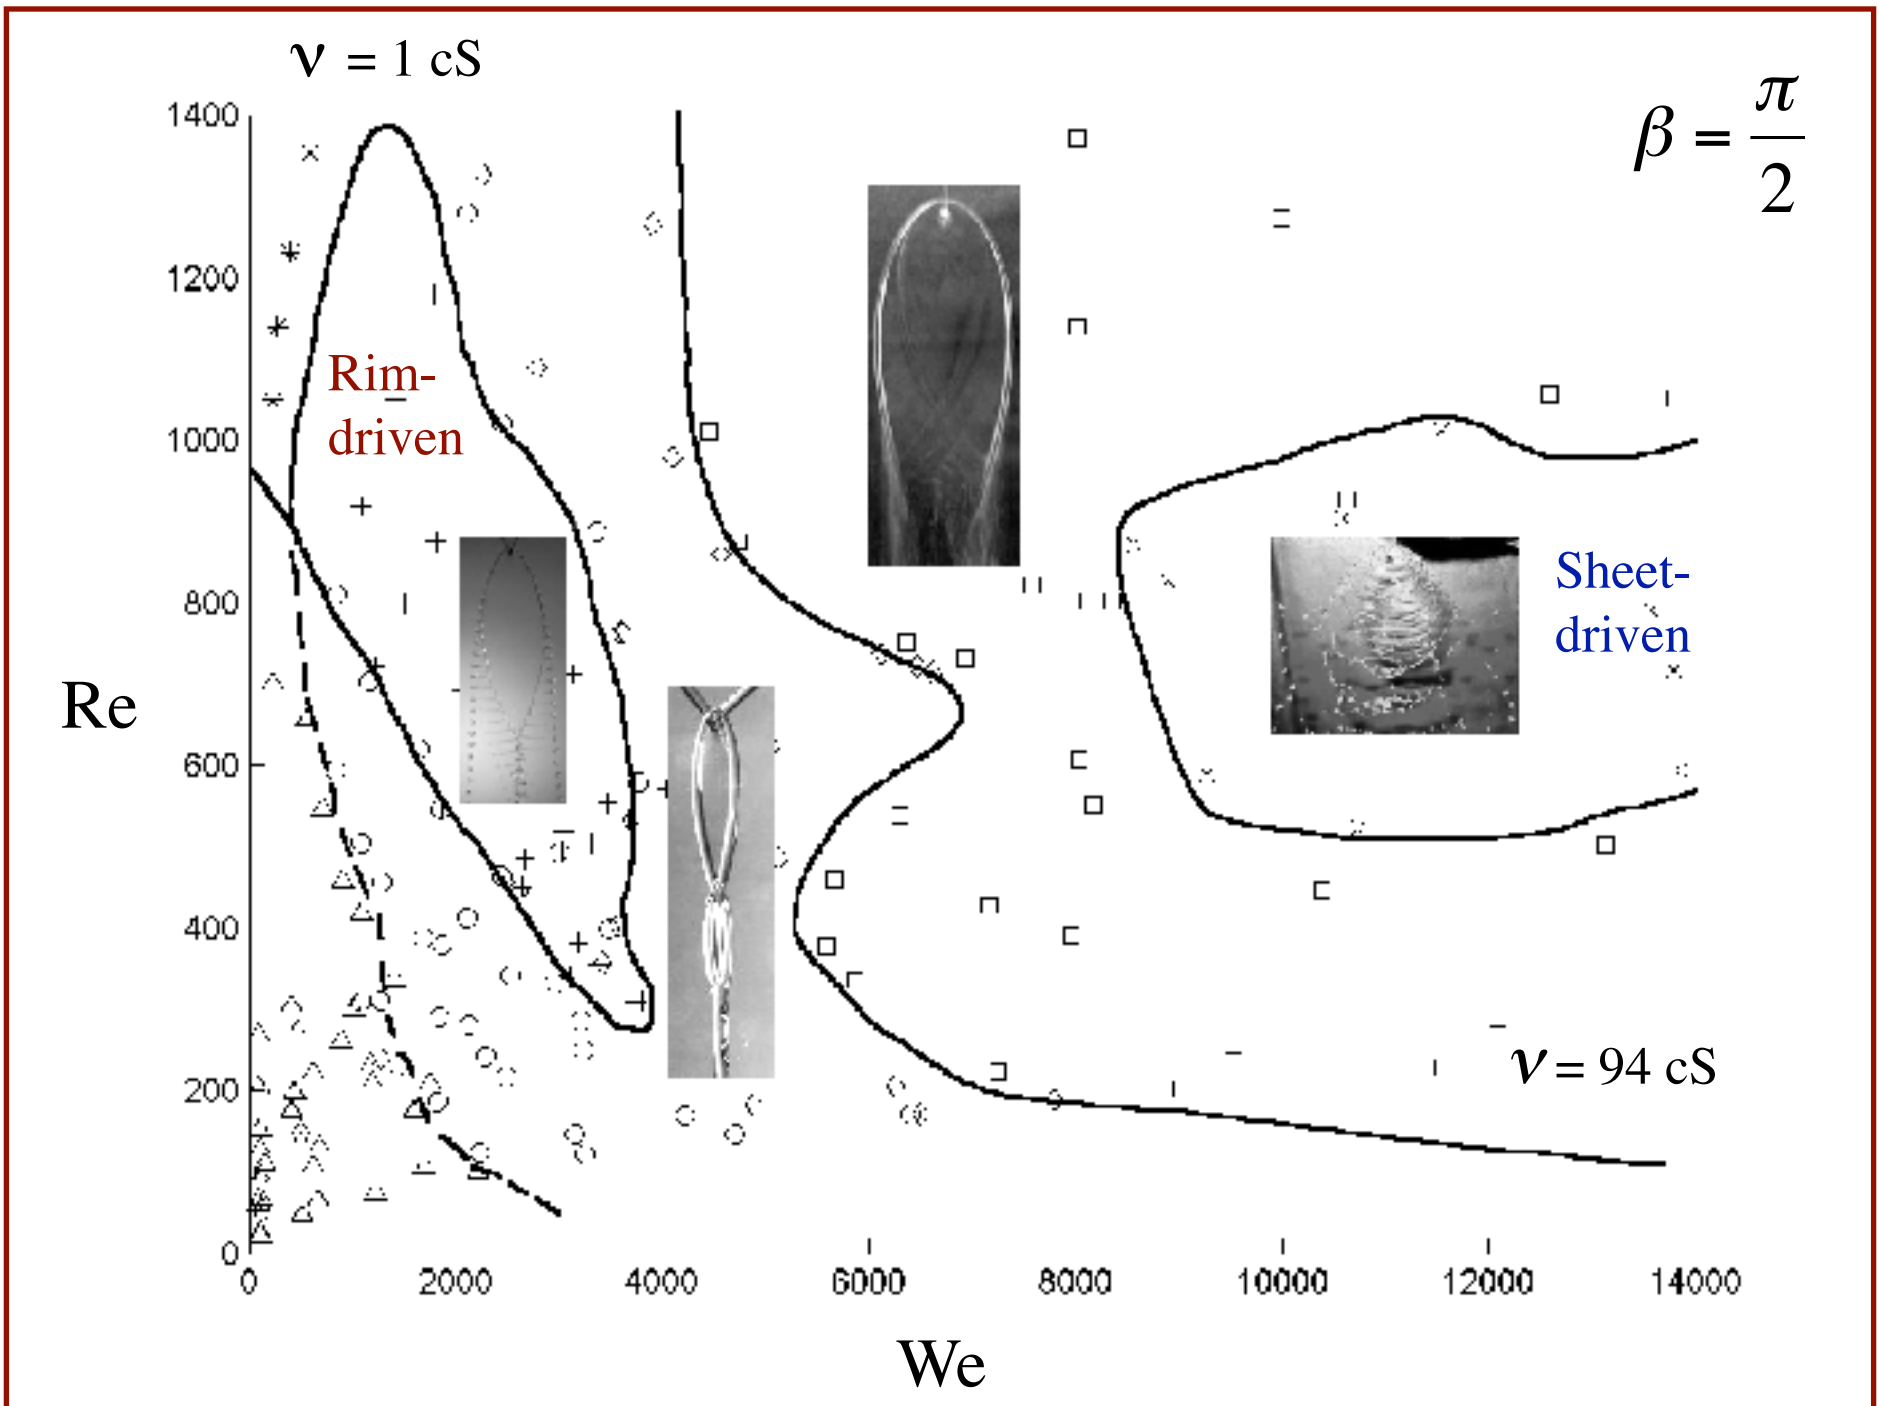 ν = 1 cS
β = π/2
1400
1200
1000
800
600
400
200
0
Re
Rim-
driven
Sheet-
driven
ν = 94 cS
0 2000 4000 6000 8000 10000 12000 14000
We